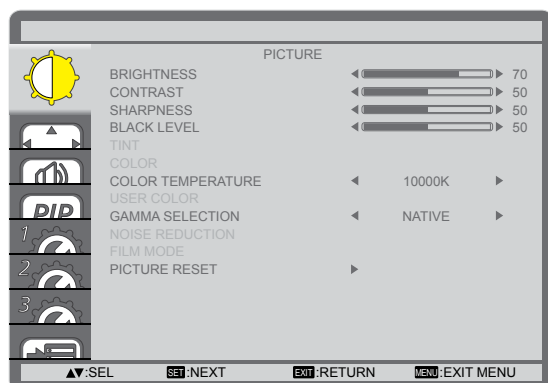 PICTURE
BRIGHTNESS 70
CONTRAST 50
SHARPNESS 50
BLACK LEVEL 50
TINT
COLOR
COLOR TEMPERATURE 10000K
USER COLOR
GAMMA SELECTION NATIVE
NOISE REDUCTION
FILM MODE
PICTURE RESET
PIP
1
2
3
:SEL SET:NEXT EXIT:RETURN MENU:EXIT MENU